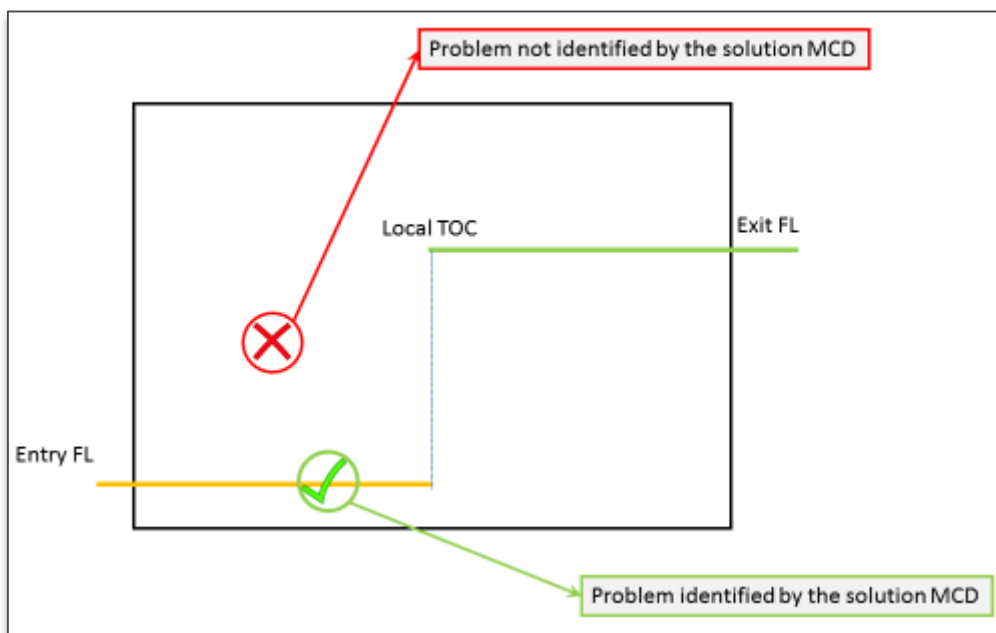 Problem not identified by the solution MCD
Local TOC
Exit FL
Entry FL
Problem identified by the solution MCD